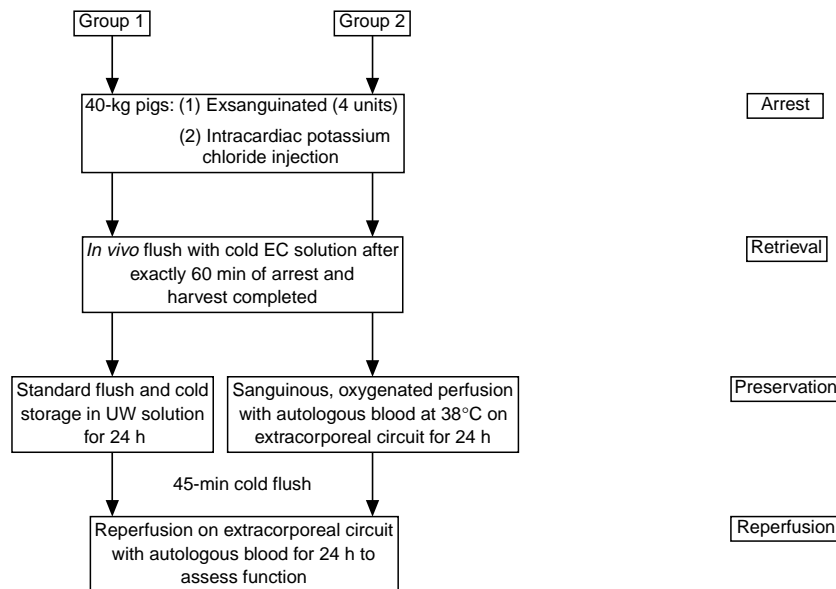 Group 1
Group 2
40-kg pigs: (1) Exsanguinated (4 units)
(2) Intracardiac potassium
chloride injection
Arrest
In vivo flush with cold EC solution after
exactly 60 min of arrest and
harvest completed
Retrieval
Standard flush and cold
storage in UW solution
for 24 h
Sanguinous, oxygenated perfusion
with autologous blood at 38°C on
extracorporeal circuit for 24 h
Preservation
45-min cold flush
Reperfusion on extracorporeal circuit
with autologous blood for 24 h to
assess function
Reperfusion